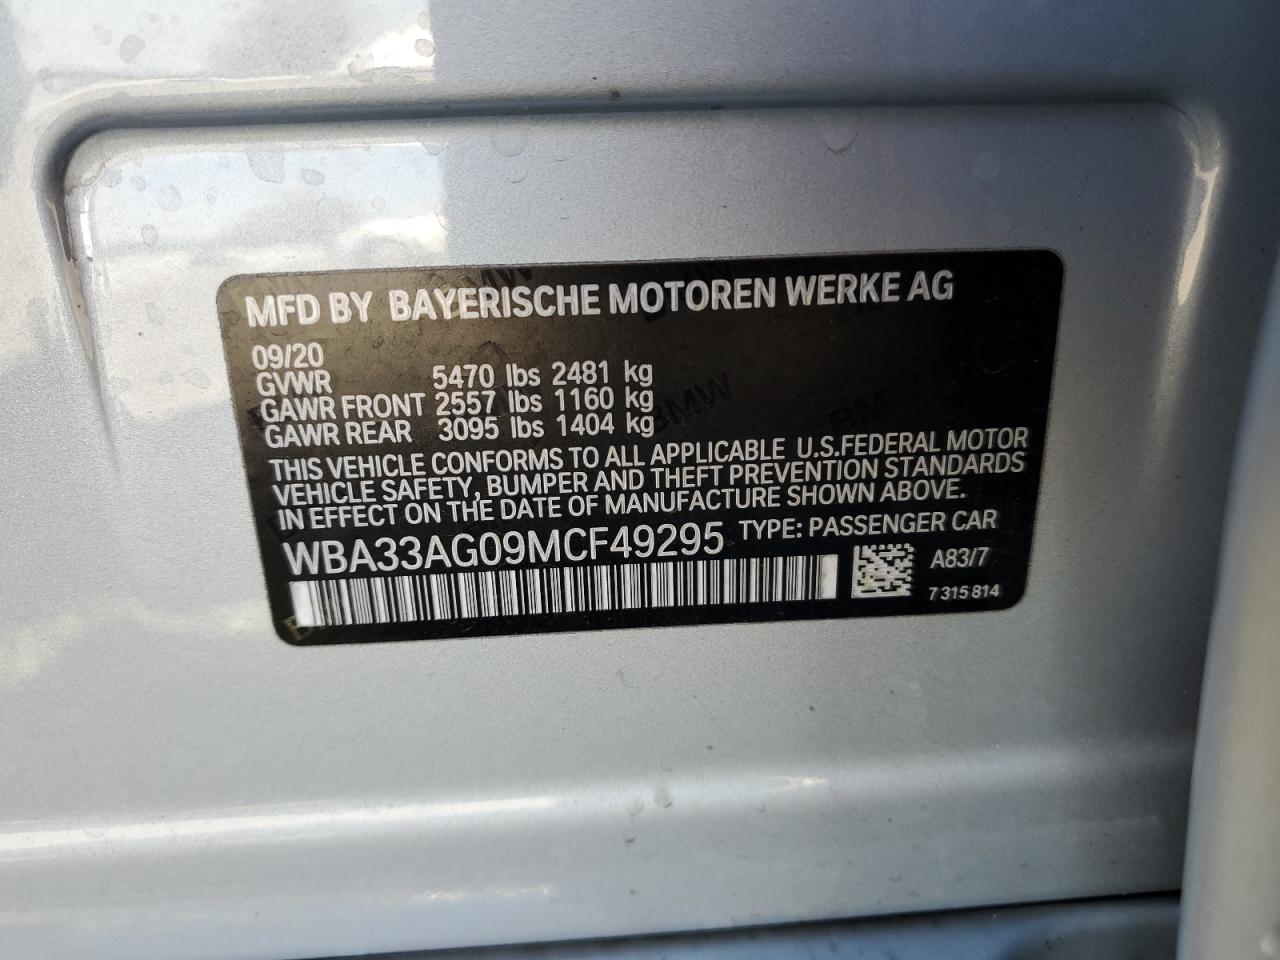 MFD BY BAYERISCHE MOTOREN WERKE AG
09/20
GVWR 5470 lbs 2481 kg
GAWR FRONT 2557 lbs 1160 kg
GAWR REAR 3095 lbs 1404 kg
THIS VEHICLE CONFORMS TO ALL APPLICABLE U.S.FEDERAL MOTOR
VEHICLE SAFETY, BUMPER AND THEFT PREVENTION STANDARDS
IN EFFECT ON THE DATE OF MANUFACTURE SHOWN ABOVE.
WBA33AG09MCF49295 TYPE: PASSENGER CAR
A83/7
7 315 814